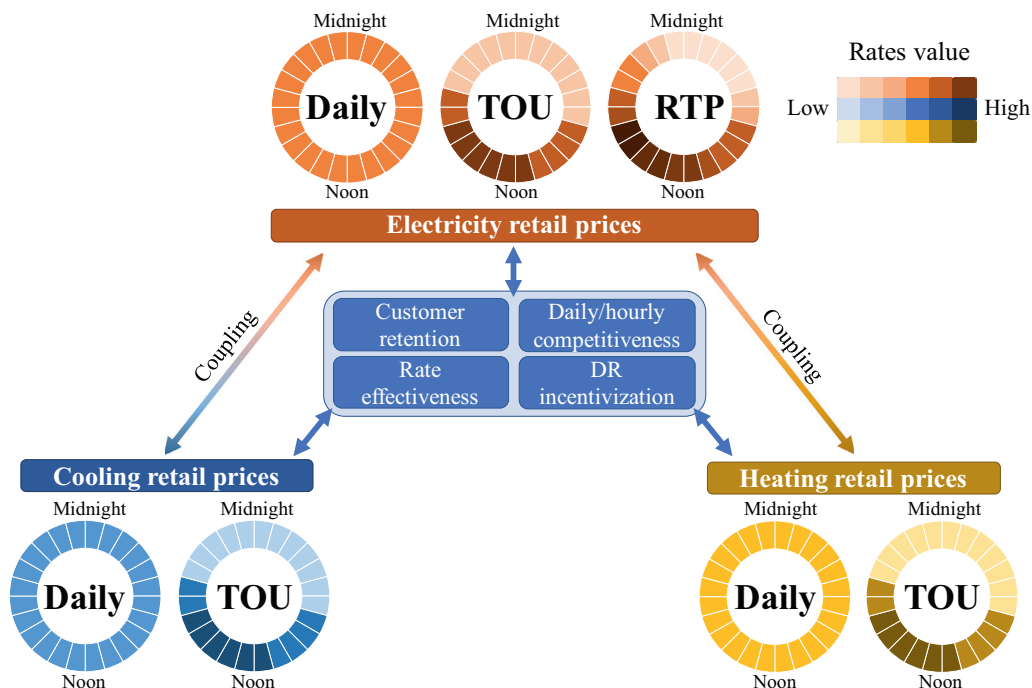 Midnight
Midnight
Midnight
Daily
TOU
RTP
Noon
Noon
Noon
Rates value
Low
High
Electricity retail prices
Coupling
Coupling
Customer
retention
Daily/hourly
competitiveness
Rate
effectiveness
DR
incentivization
Cooling retail prices
Heating retail prices
Midnight
Midnight
Midnight
Midnight
Daily
TOU
Daily
TOU
Noon
Noon
Noon
Noon